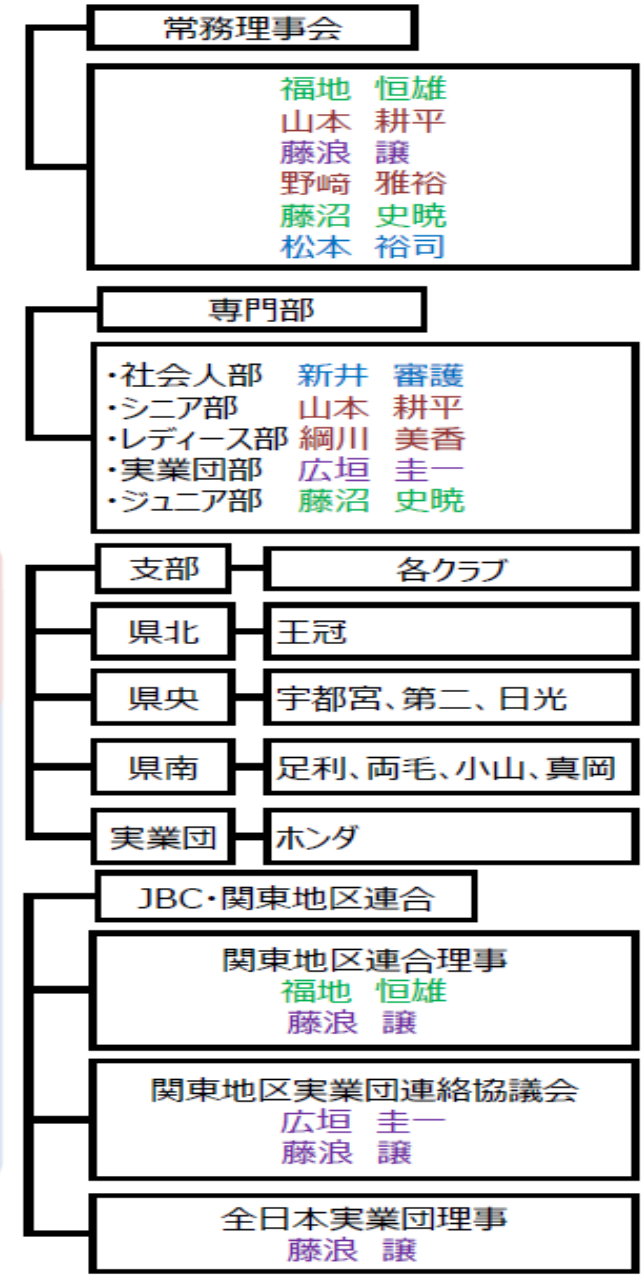 常務理事会
福地 恒雄
山本 耕平
藤浪 譲
野﨑 雅裕
藤沼 史暁
松本 裕司
専門部
・社会人部 新井 審護
・シニア部 山本 耕平
・レディース部 綱川 美香
・実業団部 広垣 圭一
・ジュニア部 藤沼 史暁
支部 各クラブ
県北 王冠
県央 宇都宮、第二、日光
県南 足利、両毛、小山、真岡
実業団 ホンダ
JBC・関東地区連合
関東地区連合理事
福地 恒雄
藤浪 譲
関東地区実業団連絡協議会
広垣 圭一
藤浪 譲
全日本実業団理事
藤浪 譲